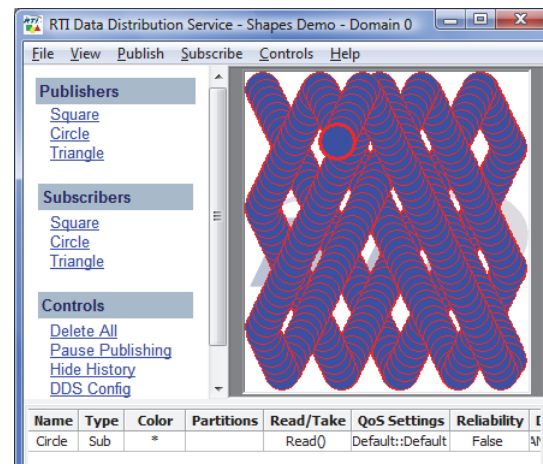 RTI Data Distribution Service - Shapes Demo - Domain 0
File View Publish Subscribe Controls Help
Publishers
Square
Circle
Triangle
Subscribers
Square
Circle
Triangle
Controls
Delete All
Pause Publishing
Hide History
DDS Config
Name Type Color Partitions Read/Take QoS Settings Reliability
Circle Sub * Read() Default::Default False